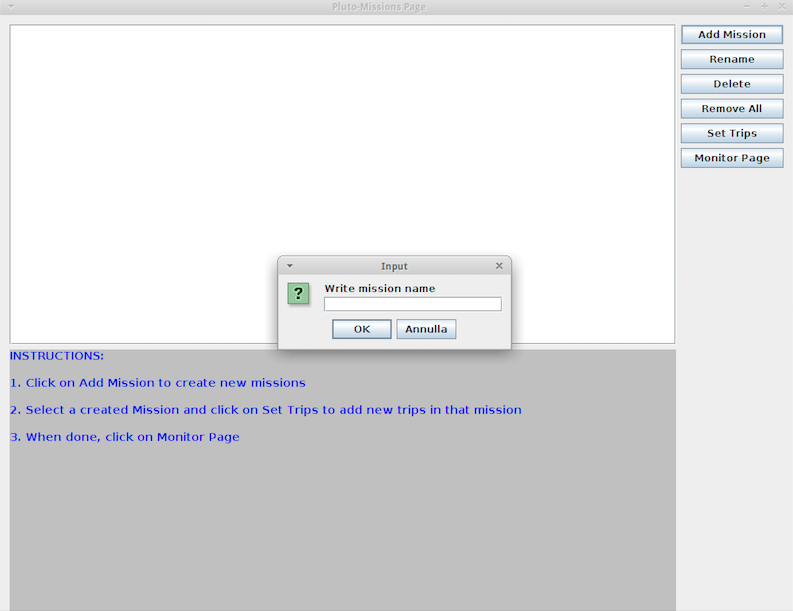 Pluto-Missions Page
Add Mission
Rename
Delete
Remove All
Set Trips
Monitor Page
Input
?
Write mission name
OK
Annulla
INSTRUCTIONS:
1. Click on Add Mission to create new missions
2. Select a created Mission and click on Set Trips to add new trips in that mission
3. When done, click on Monitor Page